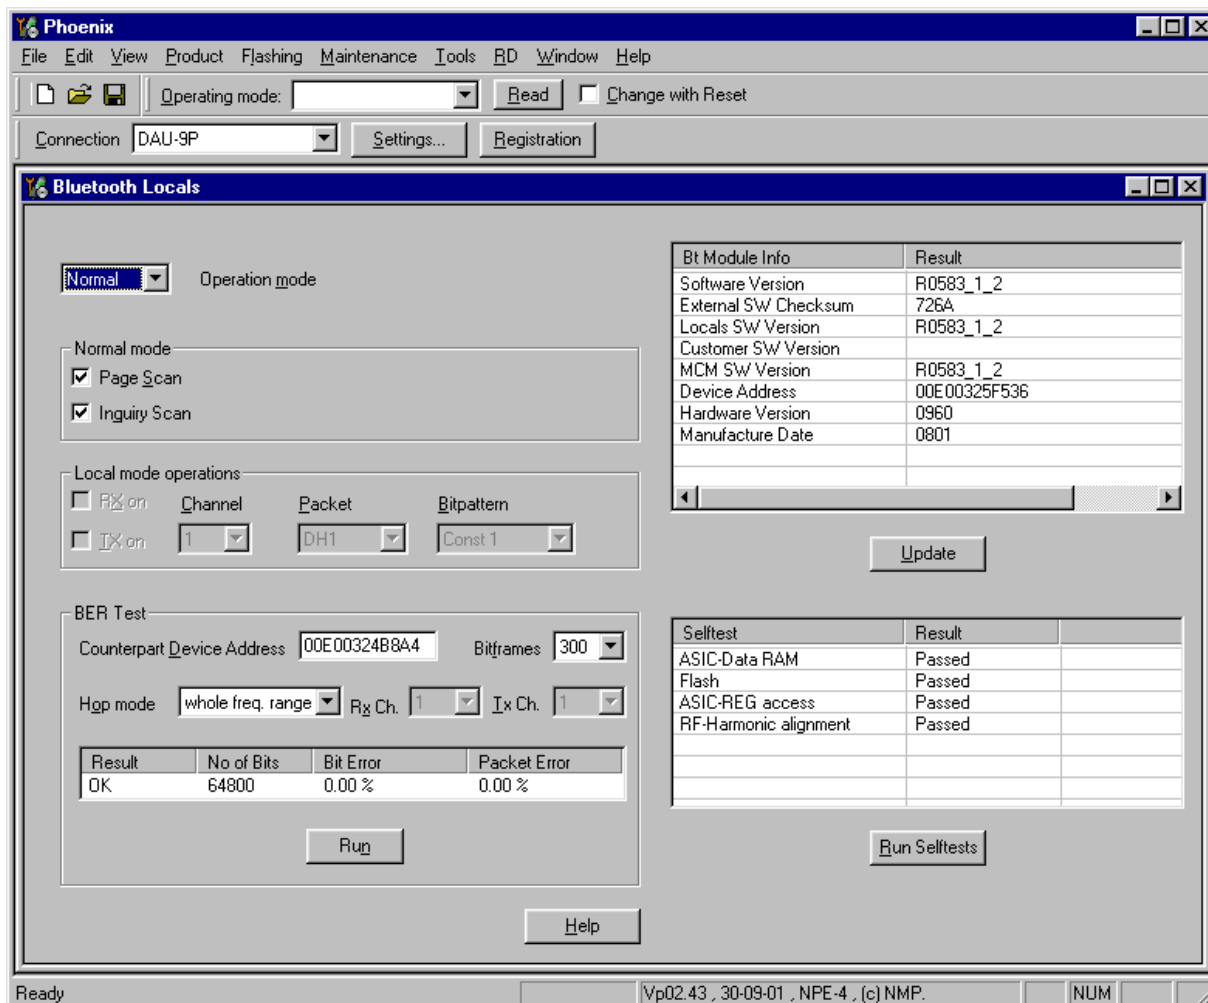 Phoenix
File Edit View Product Flashing Maintenance Tools RD Window Help
Operating mode: Read Change with Reset
Connection DAU-9P Settings... Registration
Bluetooth Locals
Normal Operation mode
Normal mode
Page Scan
Inguiry Scan
Local mode operations
RX on Channel Packet Bitpattern
TX on 1 DH1 Const 1
BER Test
Counterpart Device Address 00E00324B8A4 Bitframes 300
Hop mode whole freq. range Rx Ch. 1 Tx Ch. 1
Result No of Bits Bit Error Packet Error
OK 64800 0.00 % 0.00 %
Run
Bt Module Info Result
Software Version R0583_1_2
External SW Checksum 726A
Locals SW Version R0583_1_2
Customer SW Version
MCM SW Version R0583_1_2
Device Address 00E00325F536
Hardware Version 0960
Manufacture Date 0801
Update
Selftest Result
ASIC-Data RAM Passed
Flash Passed
ASIC-REG access Passed
RF-Harmonic alignment Passed
Run Selftests
Help
Ready Vp02.43 , 30-09-01 , NPE-4 , (c) NMP. NUM